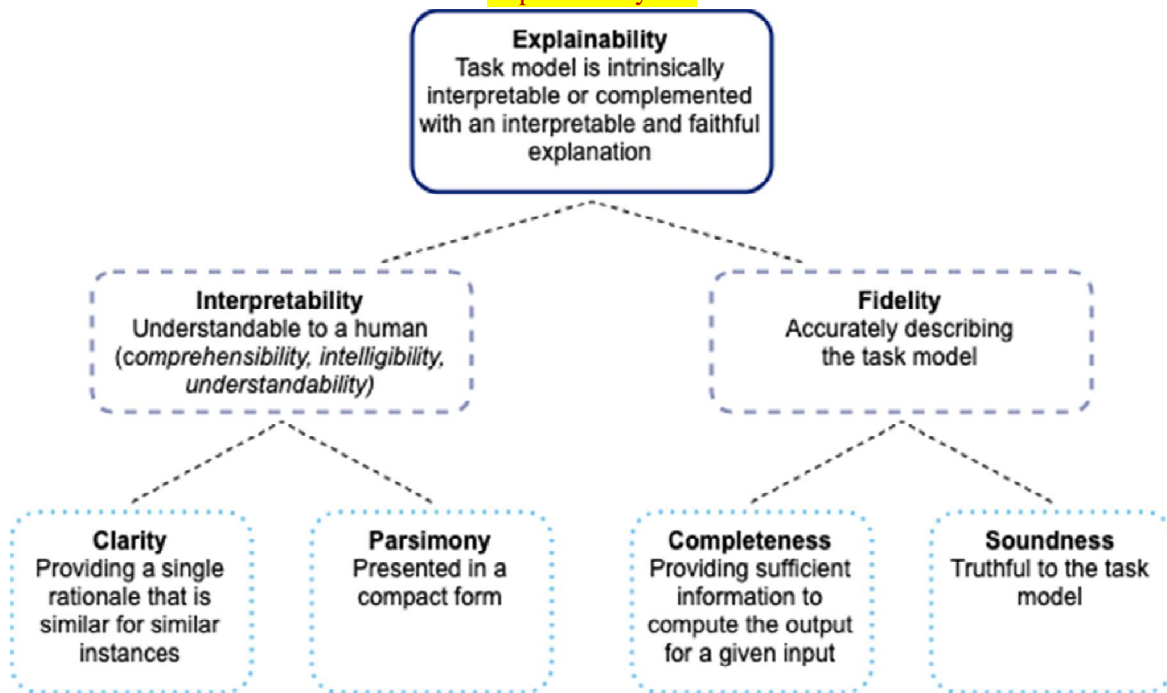 Explainability
Task model is intrinsically
interpretable or complemented
with an interpretable and faithful
explanation
Interpretability
Understandable to a human
(comprehensibility, intelligibility,
understandability)
Fidelity
Accurately describing
the task model
Clarity
Providing a single
rationale that is
similar for similar
instances
Parsimony
Presented in a
compact form
Completeness
Providing sufficient
information to
compute the output
for a given input
Soundness
Truthful to the task
model